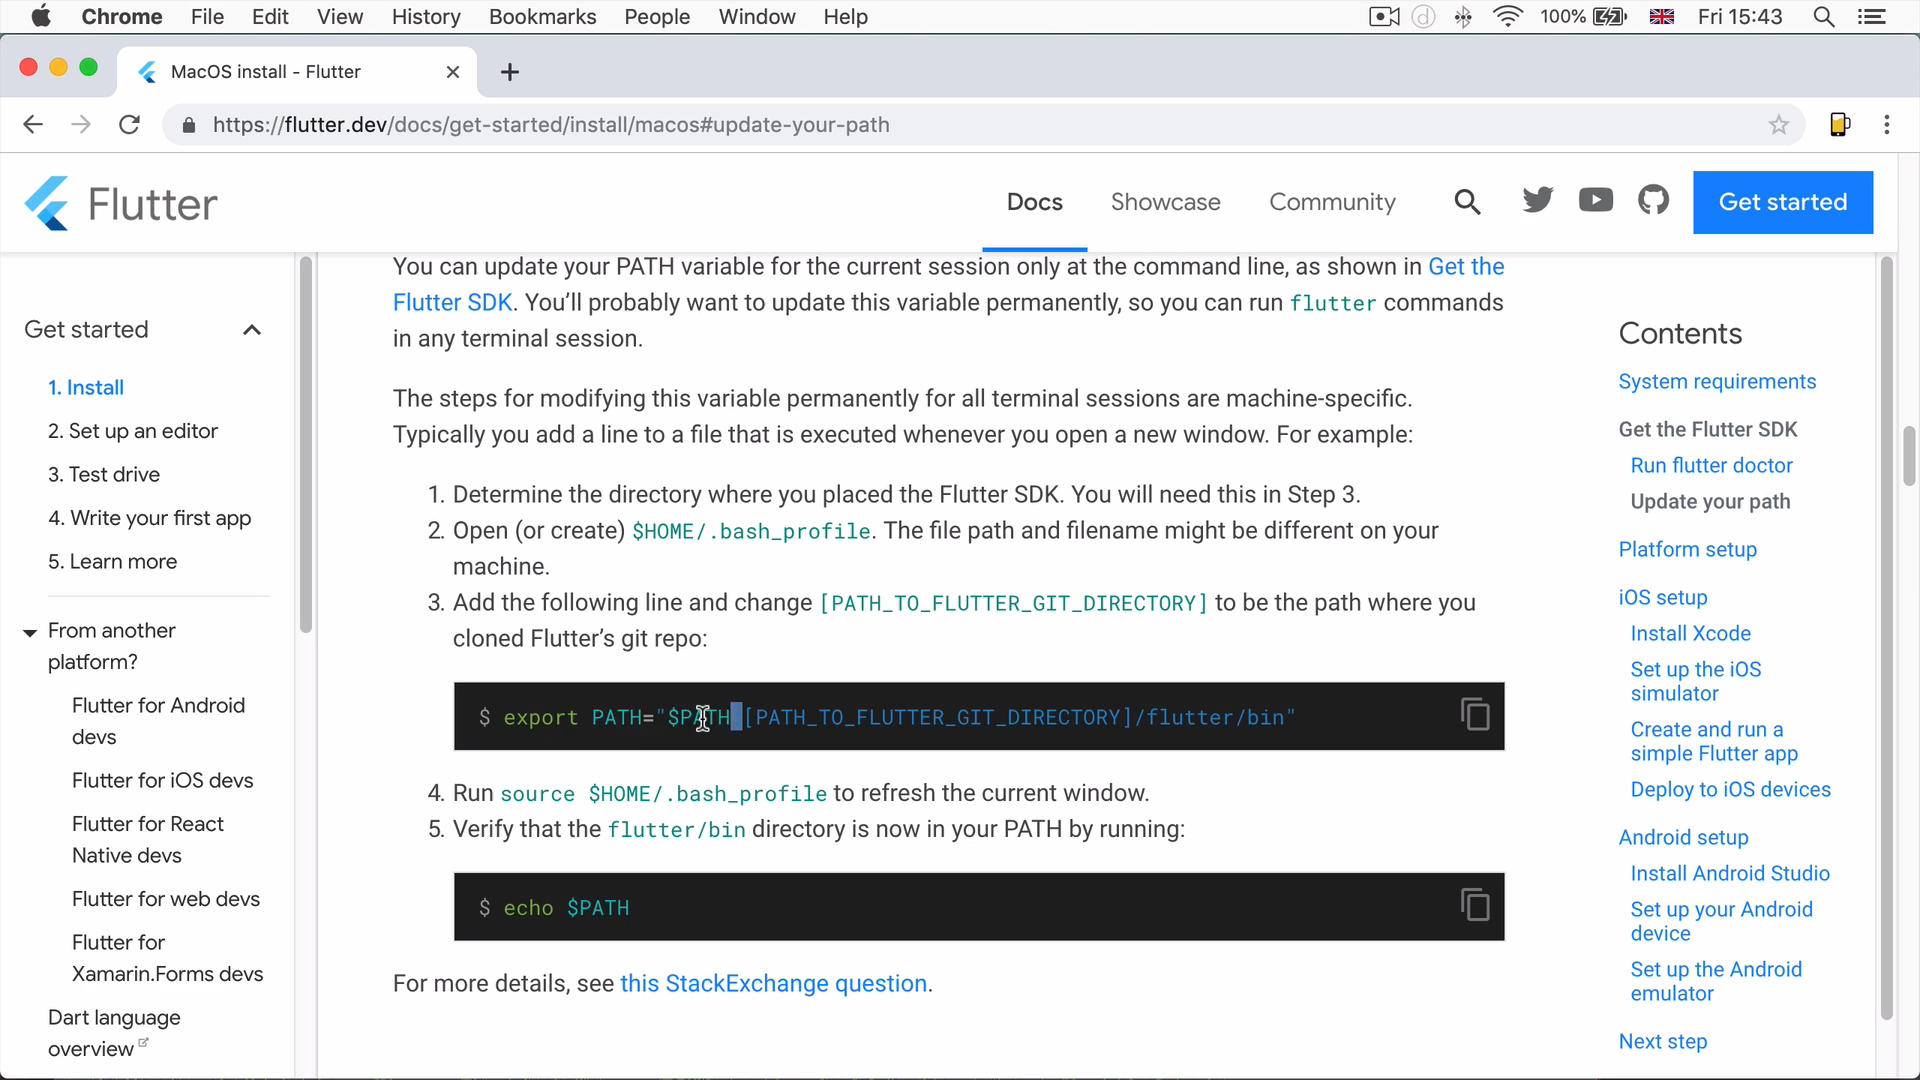 Chrome File Edit View History Bookmarks People Window Help 100% Fri 15:43
MacOS install - Flutter
https://flutter.dev/docs/get-started/install/macos#update-your-path
Flutter Docs Showcase Community Get started
Get started
1. Install
2. Set up an editor
3. Test drive
4. Write your first app
5. Learn more
From another
platform?
Flutter for Android
devs
Flutter for iOS devs
Flutter for React
Native devs
Flutter for web devs
Flutter for
Xamarin.Forms devs
Dart language
overview
You can update your PATH variable for the current session only at the command line, as shown in Get the
Flutter SDK. You’ll probably want to update this variable permanently, so you can run flutter commands
in any terminal session.
The steps for modifying this variable permanently for all terminal sessions are machine-specific.
Typically you add a line to a file that is executed whenever you open a new window. For example:
1. Determine the directory where you placed the Flutter SDK. You will need this in Step 3.
2. Open (or create) $HOME/.bash_profile. The file path and filename might be different on your
machine.
3. Add the following line and change [PATH_TO_FLUTTER_GIT_DIRECTORY] to be the path where you
cloned Flutter’s git repo:
$ export PATH="$PATH:[PATH_TO_FLUTTER_GIT_DIRECTORY]/flutter/bin"
4. Run source $HOME/.bash_profile to refresh the current window.
5. Verify that the flutter/bin directory is now in your PATH by running:
$ echo $PATH
For more details, see this StackExchange question.
Contents
System requirements
Get the Flutter SDK
Run flutter doctor
Update your path
Platform setup
iOS setup
Install Xcode
Set up the iOS
simulator
Create and run a
simple Flutter app
Deploy to iOS devices
Android setup
Install Android Studio
Set up your Android
device
Set up the Android
emulator
Next step